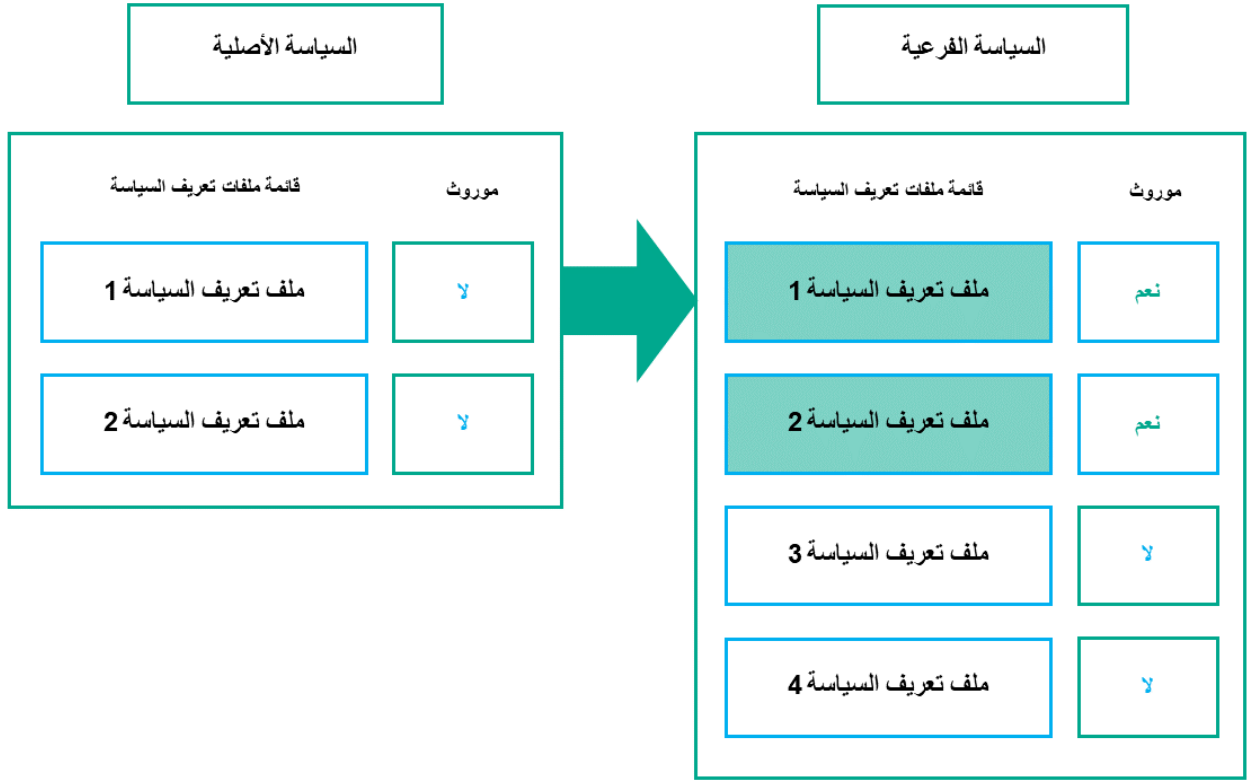 السياسة الأصلية
السياسة الفرعية
قائمة ملفات تعريف السياسة
موروث
ملف تعريف السياسة 1
لا
ملف تعريف السياسة 2
لا
قائمة ملفات تعريف السياسة
موروث
ملف تعريف السياسة 1
نعم
ملف تعريف السياسة 2
نعم
ملف تعريف السياسة 3
لا
ملف تعريف السياسة 4
لا